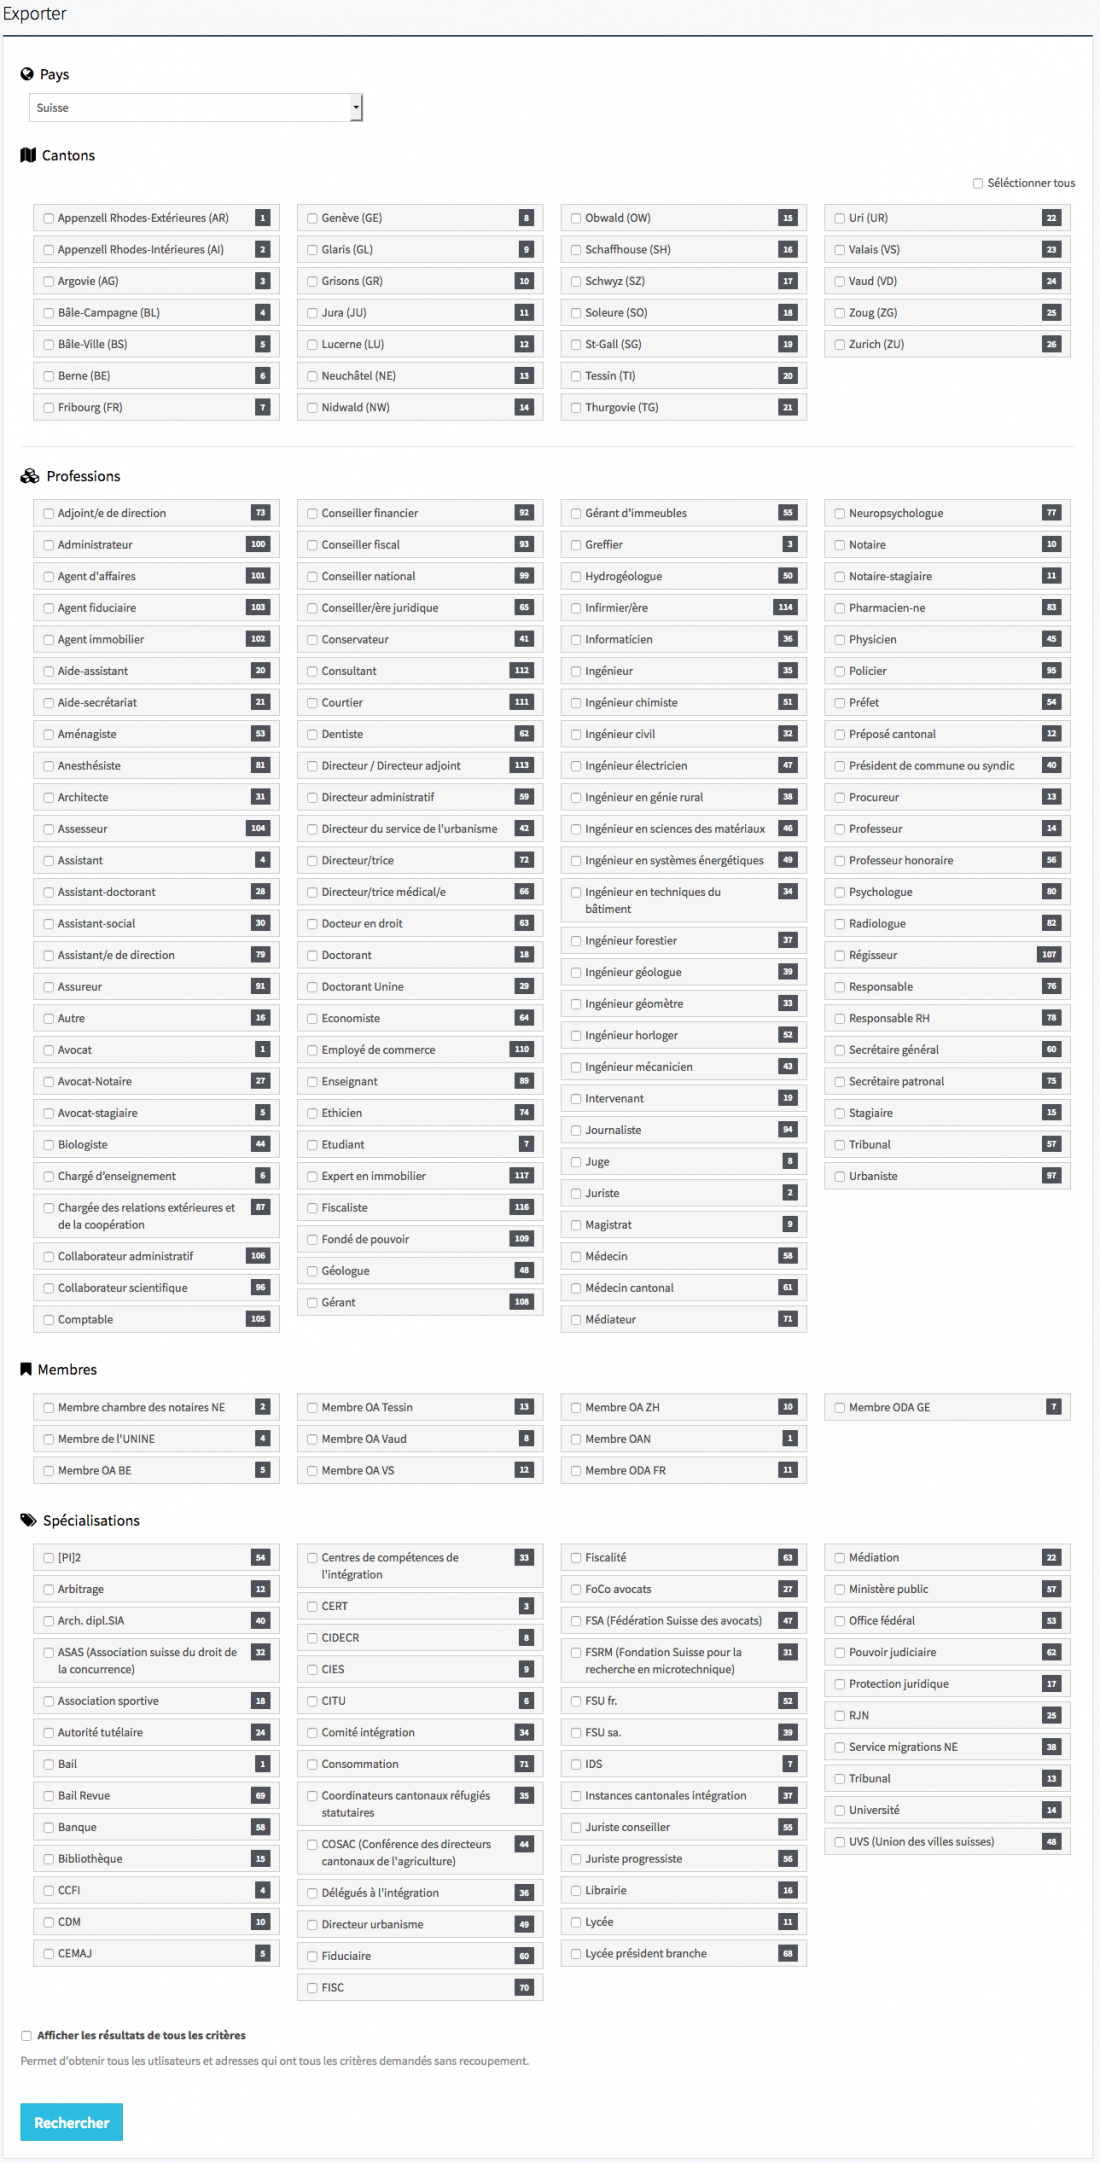 Exporter
Pays
Suisse
Cantons
Séléctionner tous
Appenzell Rhodes-Extérieures (AR) 1
Appenzell Rhodes-Intérieures (AI) 2
Argovie (AG) 3
Bâle-Campagne (BL) 4
Bâle-Ville (BS) 5
Berne (BE) 6
Fribourg (FR) 7
Genève (GE) 8
Glaris (GL) 9
Grisons (GR) 10
Jura (JU) 11
Lucerne (LU) 12
Neuchâtel (NE) 13
Nidwald (NW) 14
Obwald (OW) 15
Schaffhouse (SH) 16
Schwyz (SZ) 17
Soleure (SO) 18
St-Gall (SG) 19
Tessin (TI) 20
Thurgovie (TG) 21
Uri (UR) 22
Valais (VS) 23
Vaud (VD) 24
Zoug (ZG) 25
Zurich (ZU) 26
Professions
Adjoint/e de direction 73
Administrateur 100
Agent d'affaires 101
Agent fiduciaire 103
Agent immobilier 102
Aide-assistant 20
Aide-secrétariat 21
Aménagiste 53
Anesthésiste 81
Architecte 31
Assesseur 104
Assistant 4
Assistant-doctorant 28
Assistant-social 30
Assistant/e de direction 79
Assureur 91
Autre 16
Avocat 1
Avocat-Notaire 27
Avocat-stagiaire 5
Biologiste 44
Chargé d'enseignement 6
Chargée des relations extérieures et 87
de la coopération
Collaborateur administratif 106
Collaborateur scientifique 96
Comptable 105
Conseiller financier 92
Conseiller fiscal 93
Conseiller national 99
Conseiller/ère juridique 65
Conservateur 41
Consultant 112
Courtier 111
Dentiste 62
Directeur / Directeur adjoint 113
Directeur administratif 59
Directeur du service de l'urbanisme 42
Directeur/trice 72
Directeur/trice médical/e 66
Docteur en droit 63
Doctorant 18
Doctorant Unine 29
Economiste 64
Employé de commerce 110
Enseignant 89
Ethicien 74
Etudiant 7
Expert en immobilier 117
Fiscaliste 116
Fondé de pouvoir 109
Géologue 48
Gérant 108
Gérant d'immeubles 55
Greffier 3
Hydrogéologue 50
Infirmier/ère 114
Informaticien 36
Ingénieur 35
Ingénieur chimiste 51
Ingénieur civil 32
Ingénieur électricien 47
Ingénieur en génie rural 38
Ingénieur en sciences des matériaux 46
Ingénieur en systèmes énergétiques 49
Ingénieur en techniques du 34
bâtiment
Ingénieur forestier 37
Ingénieur géologue 39
Ingénieur géomètre 33
Ingénieur horloger 52
Ingénieur mécanicien 43
Intervenant 19
Journaliste 94
Juge 8
Juriste 2
Magistrat 9
Médecin 58
Médecin cantonal 61
Médiateur 71
Neuropsychologue 77
Notaire 10
Notaire-stagiaire 11
Pharmacien-ne 83
Physicien 45
Policier 95
Préfet 54
Préposé cantonal 12
Président de commune ou syndic 40
Procureur 13
Professeur 14
Professeur honoraire 56
Psychologue 80
Radiologue 82
Régisseur 107
Responsable 76
Responsable RH 78
Secrétaire général 60
Secrétaire patronal 75
Stagiaire 15
Tribunal 57
Urbaniste 97
Membres
Membre chambre des notaires NE 2
Membre de l'UNINE 4
Membre OA BE 5
Membre OA Tessin 13
Membre OA Vaud 8
Membre OA VS 12
Membre OA ZH 10
Membre OAN 1
Membre ODA FR 11
Membre ODA GE 7
Spécialisations
[PI]2 54
Arbitrage 12
Arch. dipl.SIA 40
ASAS (Association suisse du droit de 32
la concurrence)
Association sportive 18
Autorité tutélaire 24
Bail 1
Bail Revue 69
Banque 58
Bibliothèque 15
CCFI 4
CDM 10
CEMAJ 5
Centres de compétences de 33
l'intégration
CERT 3
CIDECR 8
CIES 9
CITU 6
Comité intégration 34
Consommation 71
Coordinateurs cantonaux réfugiés 35
statutaires
COSAC (Conférence des directeurs 44
cantonaux de l'agriculture)
Délégués à l'intégration 36
Directeur urbanisme 49
Fiduciaire 60
FISC 70
Fiscalité 63
FoCo avocats 27
FSA (Fédération Suisse des avocats) 47
FSRM (Fondation Suisse pour la 31
recherche en microtechnique)
FSU fr. 52
FSU sa. 39
IDS 7
Instances cantonales intégration 37
Juriste conseiller 55
Juriste progressiste 56
Librairie 16
Lycée 11
Lycée président branche 68
Médiation 22
Ministère public 57
Office fédéral 53
Pouvoir judiciaire 62
Protection juridique 17
RJN 25
Service migrations NE 38
Tribunal 13
Université 14
UVS (Union des villes suisses) 48
Afficher les résultats de tous les critères
Permet d'obtenir tous les utlisateurs et adresses qui ont tous les critères demandés sans recoupement.
Rechercher